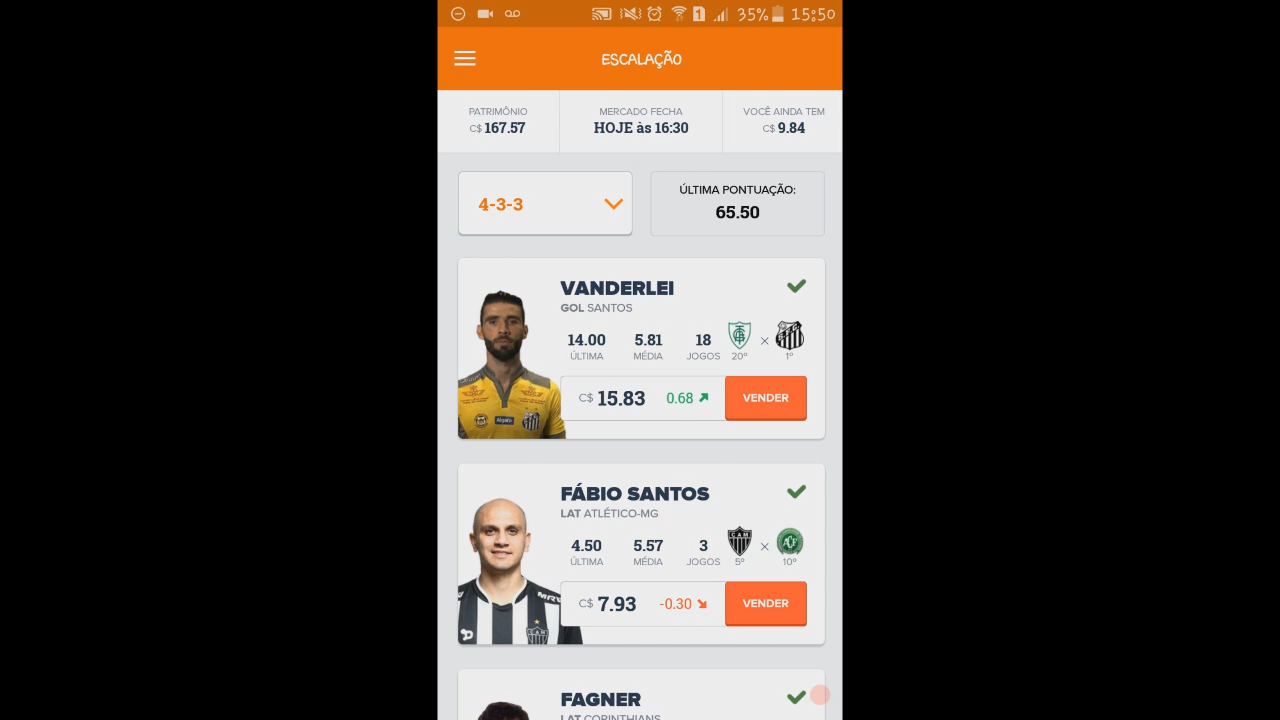 1 35% 15:50
ESCALAÇÃO
PATRIMÔNIO
C$ 167.57
MERCADO FECHA
HOJE às 16:30
VOCÊ AINDA TEM
C$ 9.84
4-3-3
ÚLTIMA PONTUAÇÃO:
65.50
VANDERLEI
GOL SANTOS
14.00 5.81 18
ÚLTIMA MÉDIA JOGOS 20º × 1º
C$ 15.83 0.68 VENDER
FÁBIO SANTOS
LAT ATLÉTICO-MG
4.50 5.57 3
ÚLTIMA MÉDIA JOGOS 5º × 10º
C$ 7.93 -0.30 VENDER
FAGNER
LAT CORINTHIANS